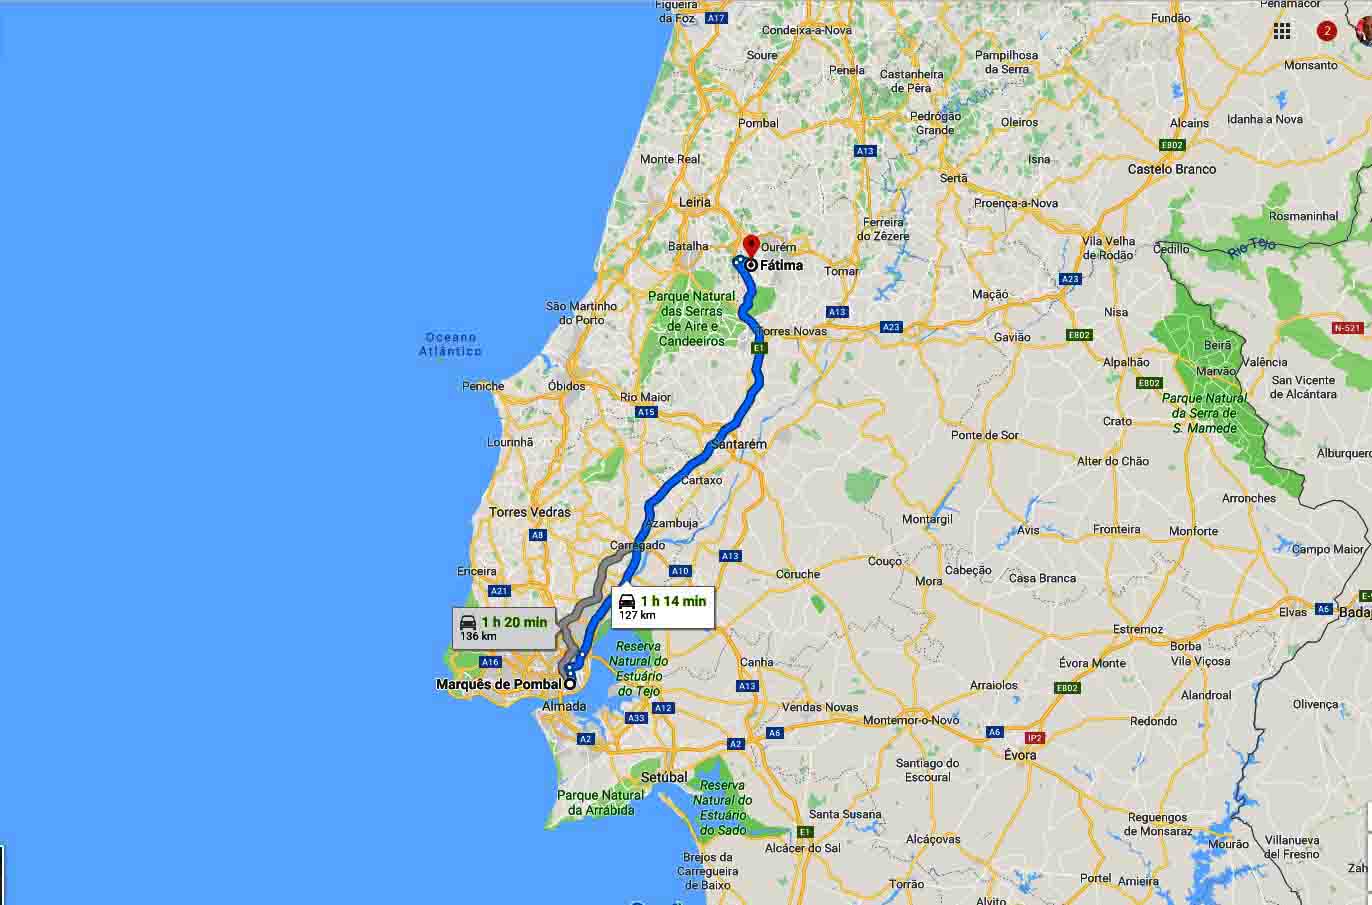 Figueira
da Foz
A17
Condeixa-a-Nova
Fundão
Penamacor
2
Soure
Penela
Pampilhosa
da Serra
Monsanto
Castanheira
de Pêra
Pombal
Pedrógão
Grande
Oleiros
Alcains
Idanha a Nova
A13
E802
Monte Real
Isna
Castelo Branco
Sertã
Leiria
Proença-a-Nova
Rosmaninhal
Ferreira
do Zêzere
Batalha
Ourém
Vila Velha
de Ródão
Cedillo
Rio Tejo
Fátima
Tomar
A23
Parque Natural
das Serras
de Aire e
Candeeiros
Mação
São Martinho
do Porto
A13
Nisa
Torres Novas
A23
Gavião
E802
N-521
Oceano
Atlântico
E1
Beirã
Alpalhão
Marvão
Valência
Peniche
Óbidos
E802
San Vicente
de Alcántara
Rio Maior
Parque Natural
da Serra de
S. Mamede
A15
Crato
Lourinhã
Santarém
Ponte de Sor
Alburquerq
Alter do Chão
Cartaxo
Arronches
Torres Vedras
Azambuja
Montargil
Avis
Fronteira
Monforte
A8
Carregado
Campo Maior
A13
Couço
Ericeira
A10
Coruche
Cabeção
Mora
Casa Branca
A21
1 h 14 min
127 km
1 h 20 min
136 km
Elvas
A6
Badaj
Estremoz
Reserva
Natural do
Estuário
do Tejo
Borba
Vila Viçosa
A16
Canha
Évora Monte
Marquês de Pombal
A13
Arraiolos
E802
Alandroal
Almada
A12
Vendas Novas
Olivença
A33
Montemor-o-Novo
Redondo
A2
A2
A6
A6
IP2
Évora
Setúbal
Santiago do
Escoural
Parque Natural
da Arrábida
Reserva
Natural do
Estuário
do Sado
Santa Susana
Reguengos
de Monsaraz
E1
Alcácer do Sal
Alcáçovas
Mourão
Villanueva
del Fresno
Brejos da
Carregueira
de Baixo
Zah
Torrão
Portel
Amieira
Alvito